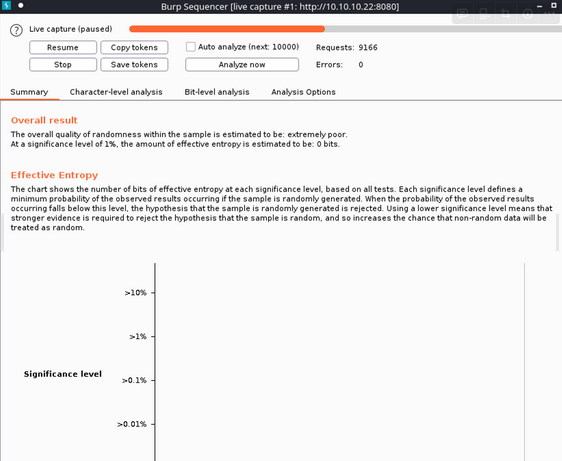 Burp Sequencer [live capture #1: http://10.10.10.22:8080]
Live capture (paused)
Resume Copy tokens Auto analyze (next: 10000) Requests: 9166
Stop Save tokens Analyze now Errors: 0
Summary Character-level analysis Bit-level analysis Analysis Options
Overall result
The overall quality of randomness within the sample is estimated to be: extremely poor.
At a significance level of 1%, the amount of effective entropy is estimated to be: 0 bits.
Effective Entropy
The chart shows the number of bits of effective entropy at each significance level, based on all tests. Each significance level defines a
minimum probability of the observed results occurring if the sample is randomly generated. When the probability of the observed results
occurring falls below this level, the hypothesis that the sample is randomly generated is rejected. Using a lower significance level means that
stronger evidence is required to reject the hypothesis that the sample is random, and so increases the chance that non-random data will be
treated as random.
>10%
>1%
Significance level
>0.1%
>0.01%